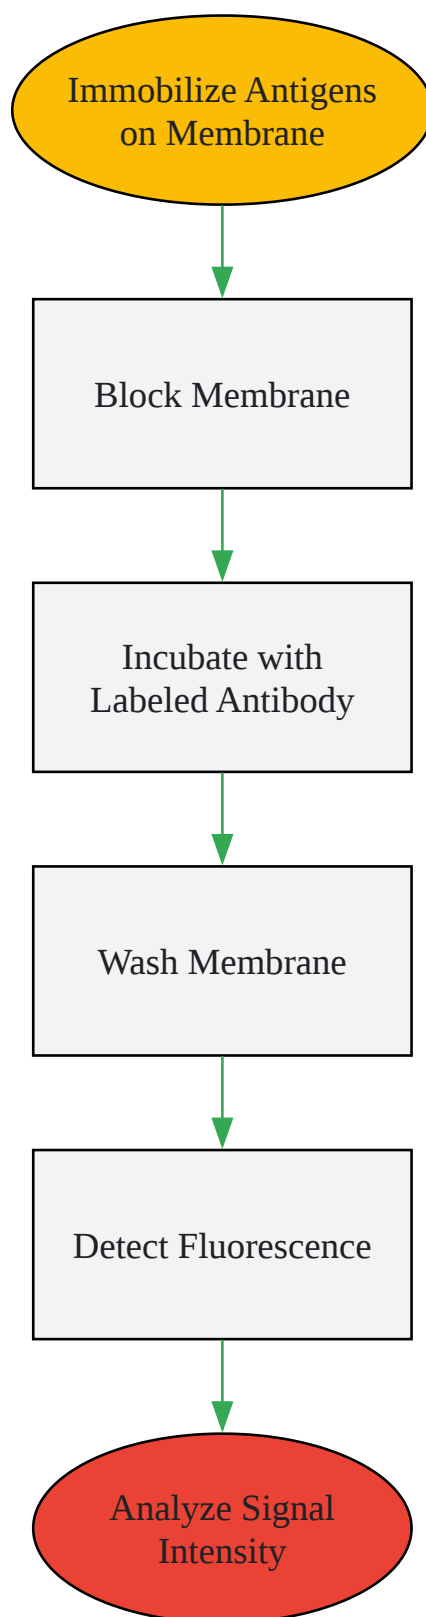 Immobilize Antigens
on Membrane
Block Membrane
Incubate with
Labeled Antibody
Wash Membrane
Detect Fluorescence
Analyze Signal
Intensity